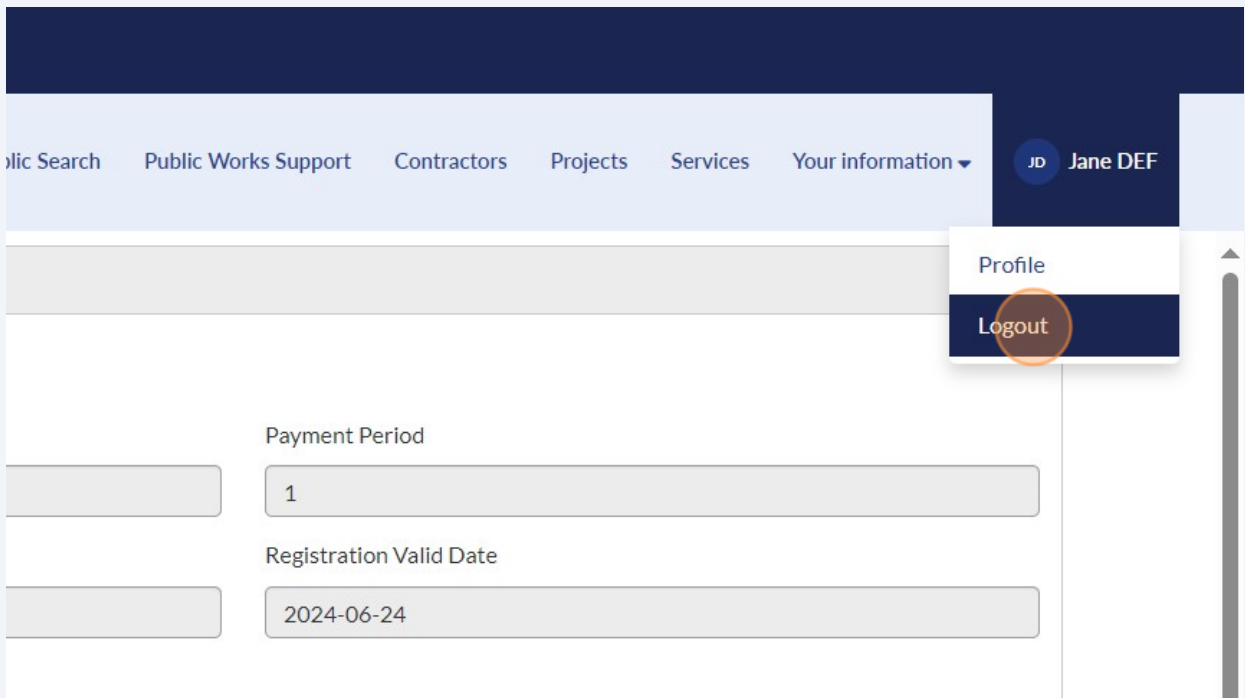 Search Public Works Support Contractors Projects Services Your information JD Jane DEF
Profile
Logout
Payment Period
1
Registration Valid Date
2024-06-24